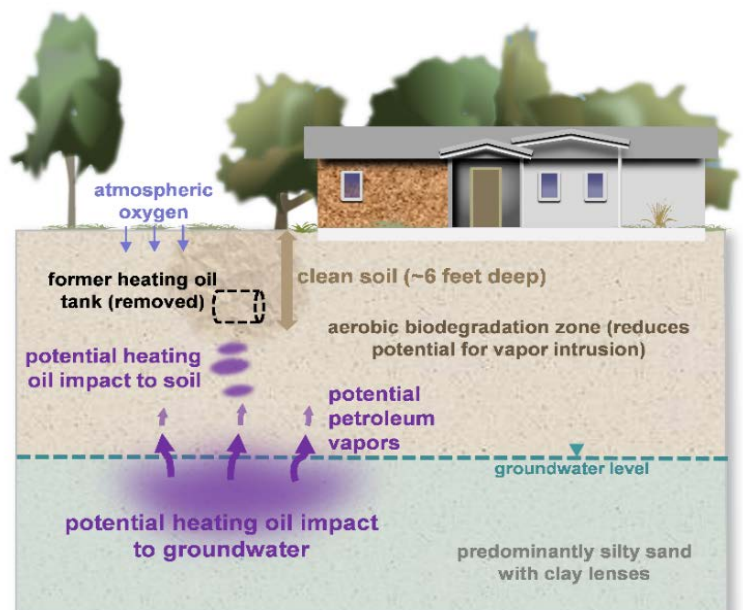 atmospheric
oxygen
former heating oil
tank (removed)
clean soil (~6 feet deep)
aerobic biodegradation zone (reduces
potential for vapor intrusion)
potential heating
oil impact to soil
potential
petroleum
vapors
groundwater level
potential heating oil impact
to groundwater
predominantly silty sand
with clay lenses